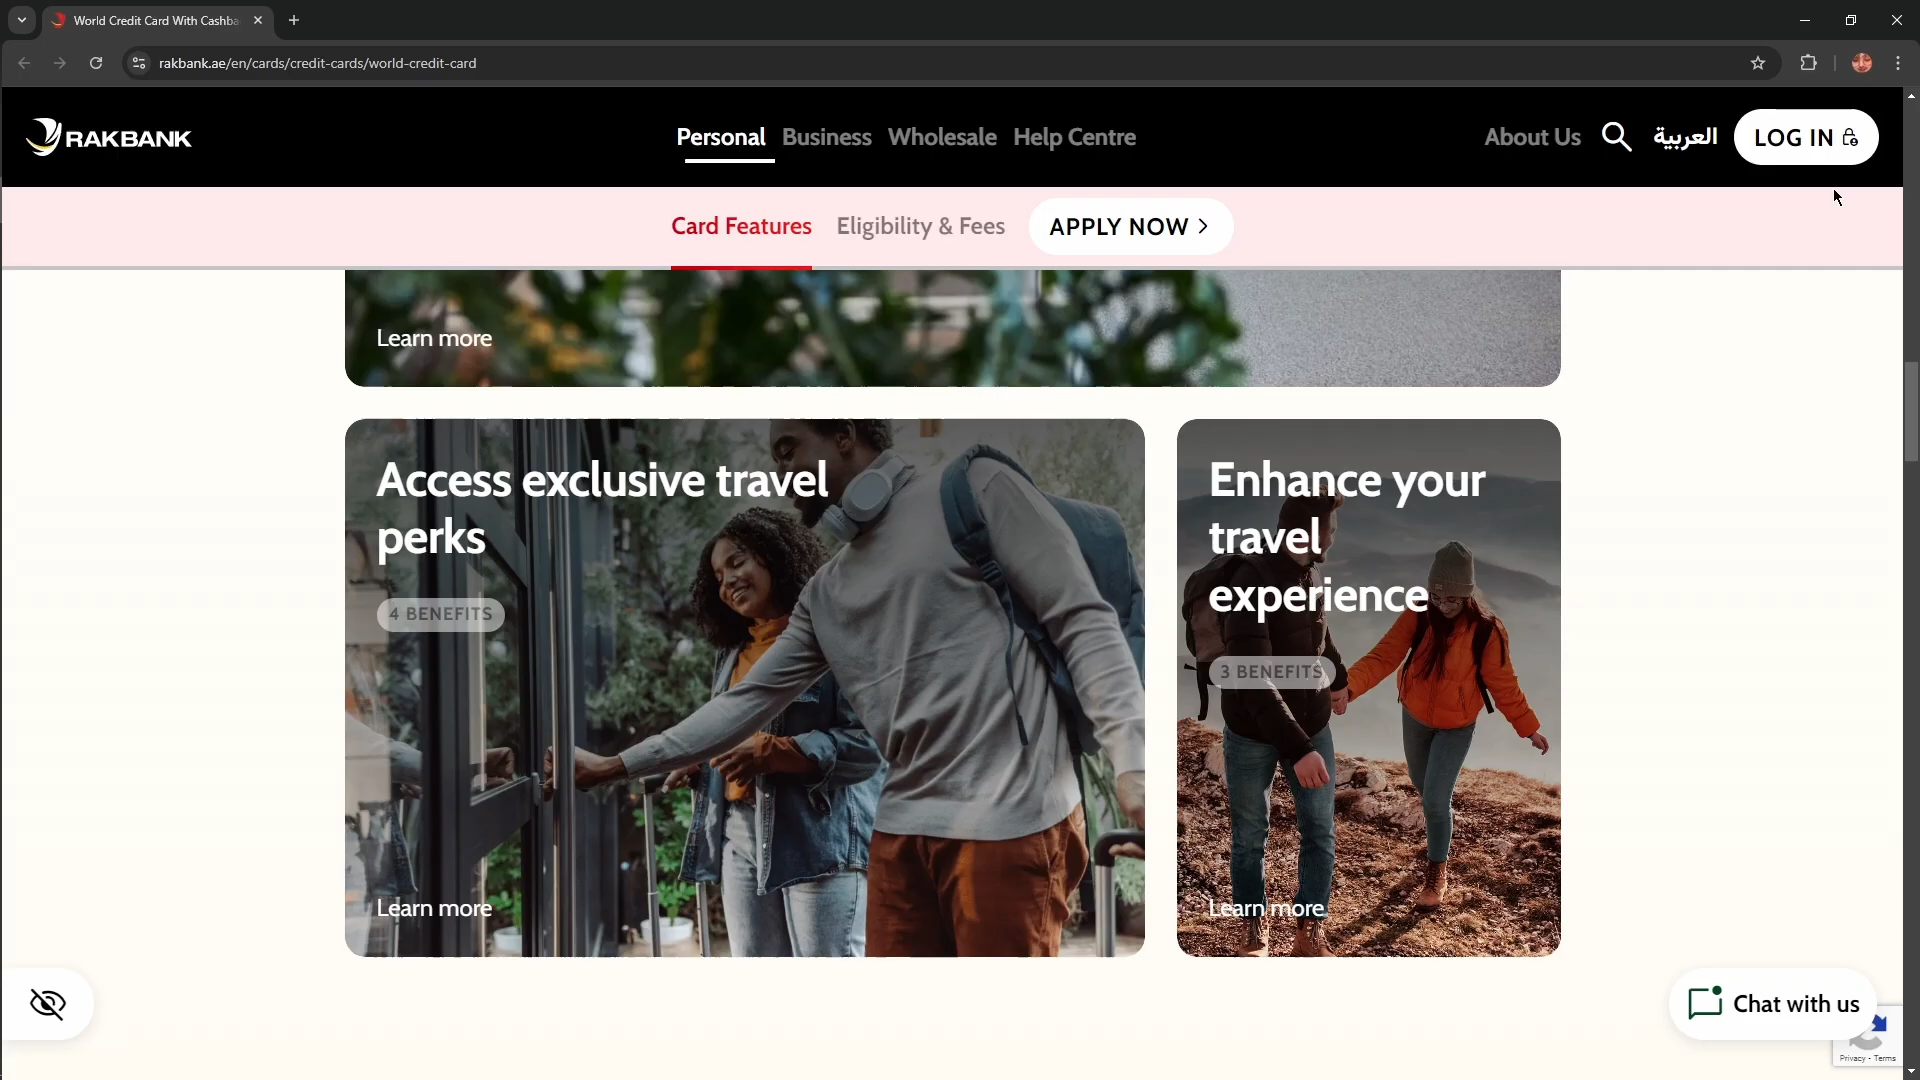 World Credit Card With Cashba
rakbank.ae/en/cards/credit-cards/world-credit-card
RAKBANK
Personal
Business
Wholesale
Help Centre
About Us
العربية
LOG IN
Card Features
Eligibility & Fees
APPLY NOW
Learn more
Access exclusive travel
perks
4 BENEFITS
Learn more
Enhance your
travel
experience
3 BENEFITS
Learn more
Chat with us
Privacy - Terms